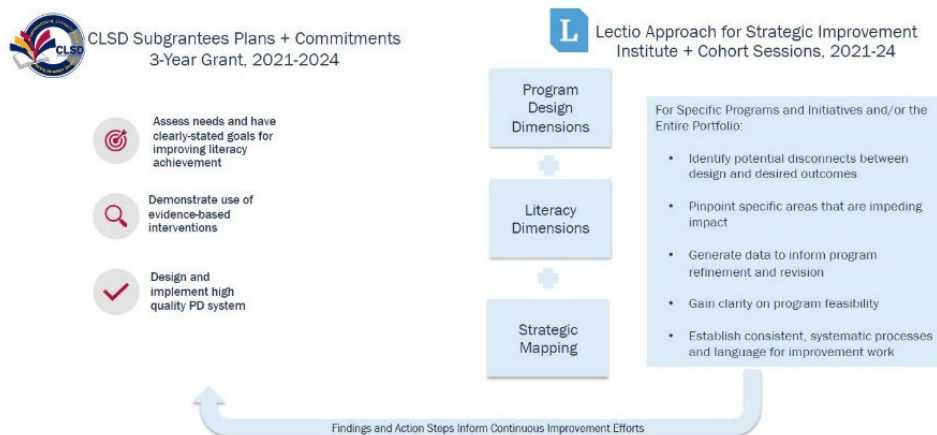 CLSD
CLSD Subgrantees Plans + Commitments
3-Year Grant, 2021-2024
Assess needs and have
clearly-stated goals for
improving literacy
achievement
Demonstrate use of
evidence-based
interventions
Design and
implement high
quality PD system
L
Lectio Approach for Strategic Improvement
Institute + Cohort Sessions, 2021-24
Program
Design
Dimensions
Literacy
Dimensions
Strategic
Mapping
For Specific Programs and Initiatives and/or the
Entire Portfolio:
• Identify potential disconnects between
design and desired outcomes
• Pinpoint specific areas that are impeding
impact
• Generate data to inform program
refinement and revision
• Gain clarity on program feasibility
• Establish consistent, systematic processes
and language for improvement work
Findings and Action Steps Inform Continuous Improvement Efforts